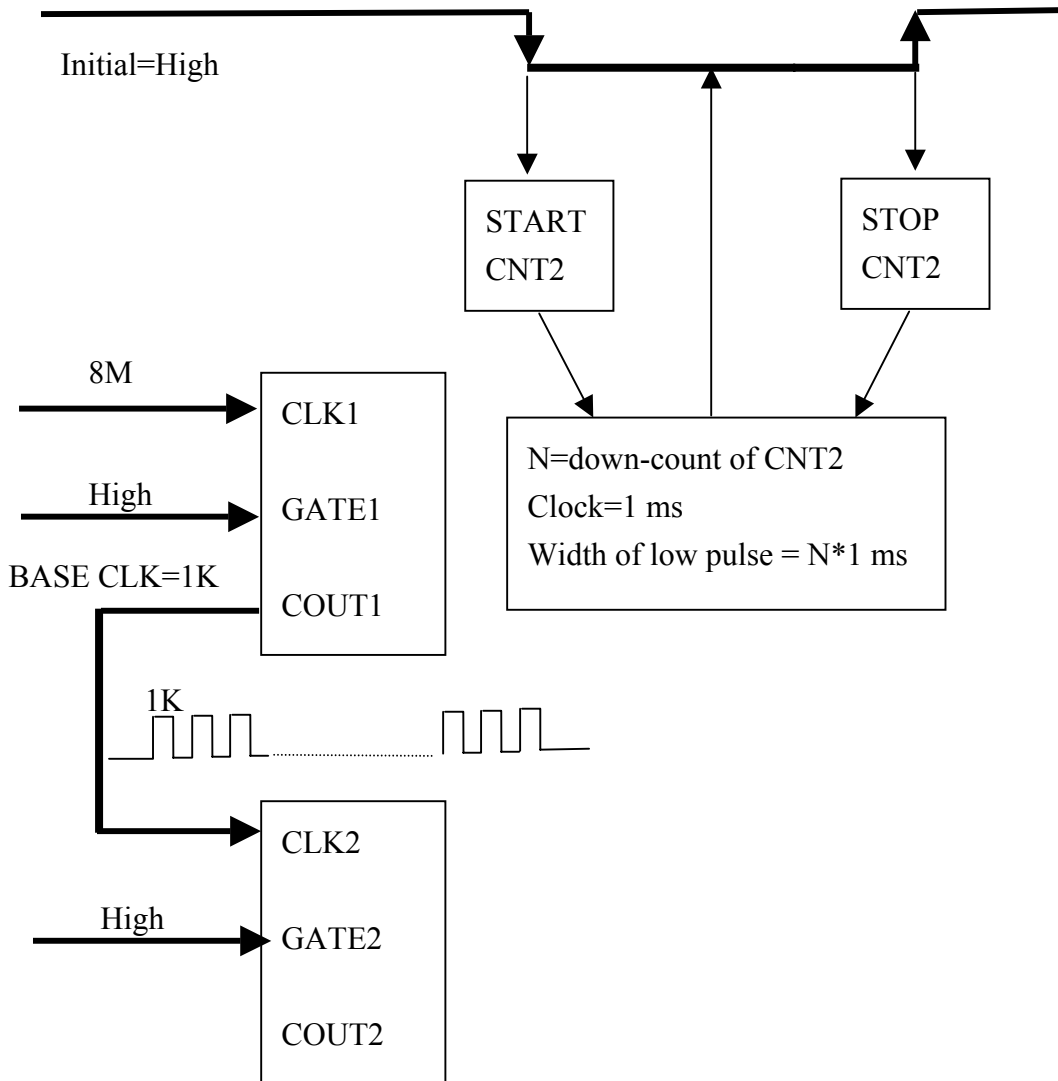 Initial=High
START
CNT2
STOP
CNT2
8M
CLK1
High
GATE1
BASE CLK=1K
COUT1
N=down-count of CNT2
Clock=1 ms
Width of low pulse = N*1 ms
1K
CLK2
High
GATE2
COUT2